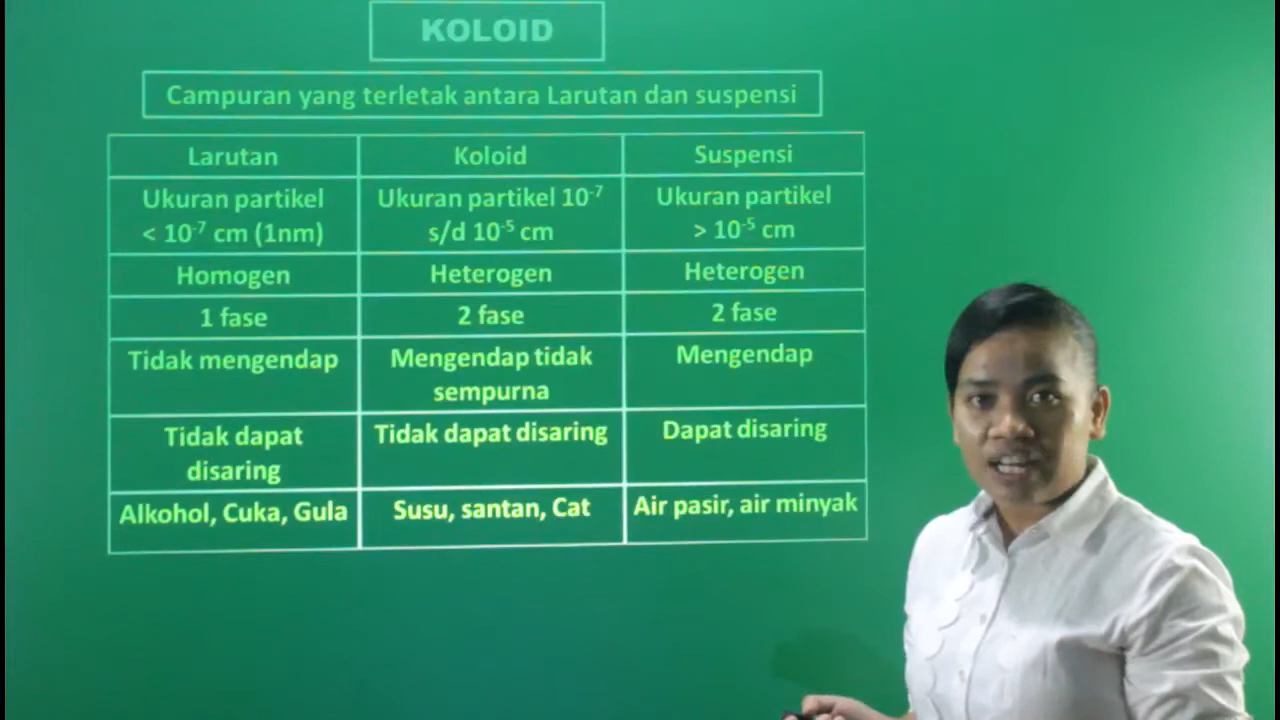 KOLOID
Campuran yang terletak antara Larutan dan suspensi
Larutan
Koloid
Suspensi
Ukuran partikel
< 10⁻⁷ cm (1nm)
Ukuran partikel 10⁻⁷
s/d 10⁻⁵ cm
Ukuran partikel
> 10⁻⁵ cm
Homogen
Heterogen
Heterogen
1 fase
2 fase
2 fase
Tidak mengendap
Mengendap tidak
sempurna
Mengendap
Tidak dapat
disaring
Tidak dapat disaring
Dapat disaring
Alkohol, Cuka, Gula
Susu, santan, Cat
Air pasir, air minyak